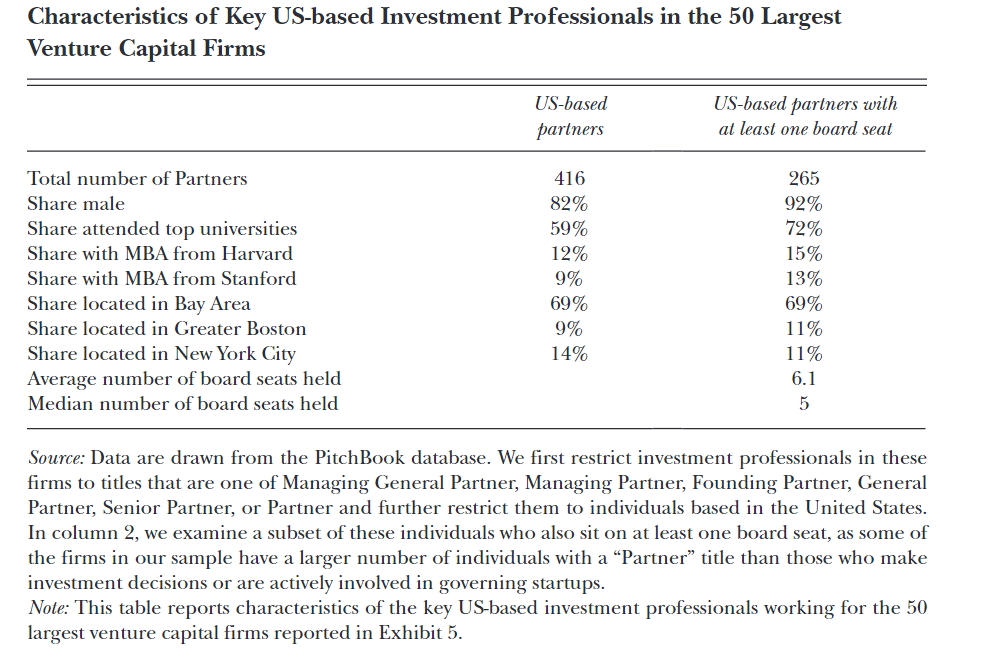 Characteristics of Key US-based Investment Professionals in the 50 Largest
Venture Capital Firms
US-based partners US-based partners with at least one board seat
Total number of Partners 416 265
Share male 82% 92%
Share attended top universities 59% 72%
Share with MBA from Harvard 12% 15%
Share with MBA from Stanford 9% 13%
Share located in Bay Area 69% 69%
Share located in Greater Boston 9% 11%
Share located in New York City 14% 11%
Average number of board seats held 6.1
Median number of board seats held 5
Source: Data are drawn from the PitchBook database. We first restrict investment professionals in these
firms to titles that are one of Managing General Partner, Managing Partner, Founding Partner, General
Partner, Senior Partner, or Partner and further restrict them to individuals based in the United States.
In column 2, we examine a subset of these individuals who also sit on at least one board seat, as some of
the firms in our sample have a larger number of individuals with a “Partner” title than those who make
investment decisions or are actively involved in governing startups.
Note: This table reports characteristics of the key US-based investment professionals working for the 50
largest venture capital firms reported in Exhibit 5.